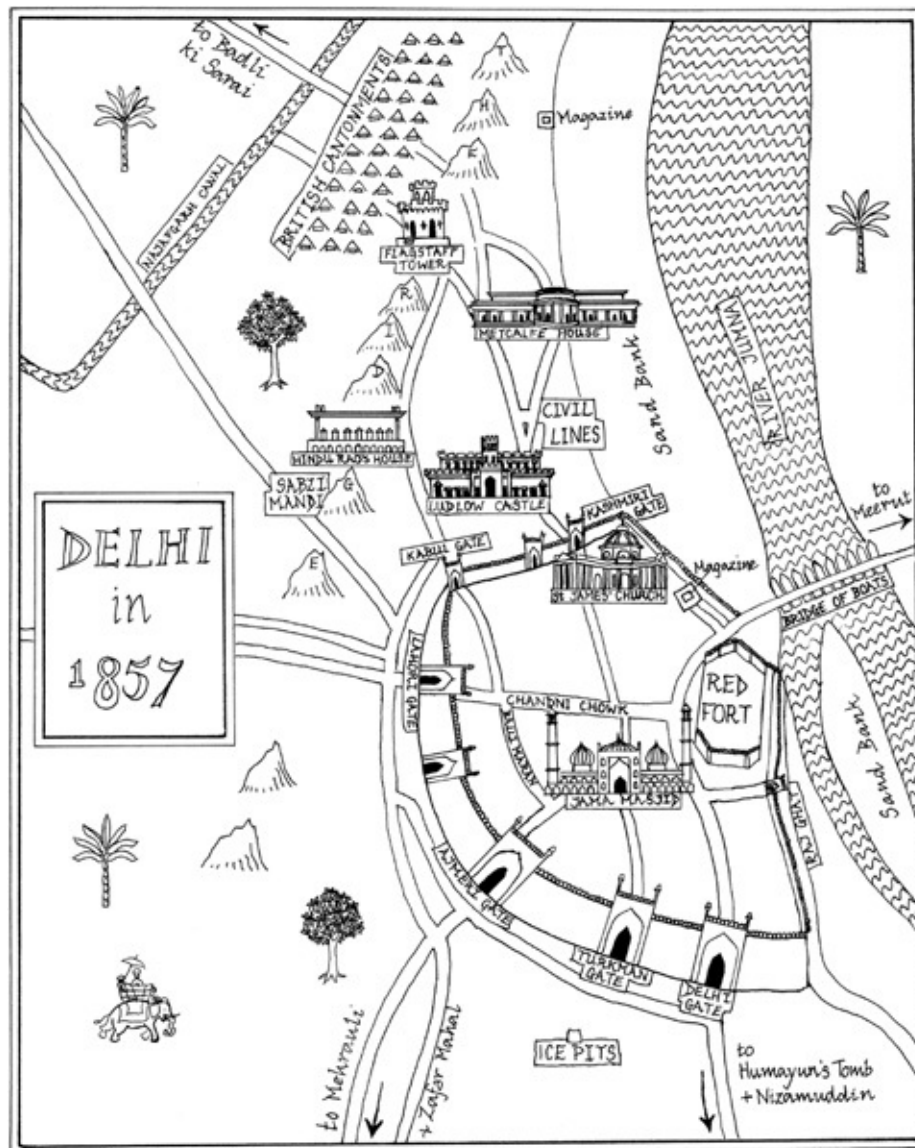 to Badli
ki Sarai
BRITISH CANTONMENTS
T
H
E
Magazine
NAJAFGARH CANAL
FLAGSTAFF
TOWER
R
I
D
G
E
METCALFE HOUSE
Sand Bank
RIVER JUMNA
CIVIL
LINES
HINDU RAO'S HOUSE
SABZI
MANDI
LUDLOW CASTLE
to
Meerut
KASHMIRI
GATE
KABUL GATE
DELHI
in
1857
ST. JAMES' CHURCH
Magazine
BRIDGE OF BOATS
LAHORE GATE
RED
FORT
CHANDNI CHOWK
JAMA MASJID
Sand Bank
RAJ GHAT
AJMERI GATE
TURKMAN
GATE
DELHI
GATE
ICE PITS
to Mehrauli
+ Zafar Mahal
to
Humayun's Tomb
+ Nizamuddin